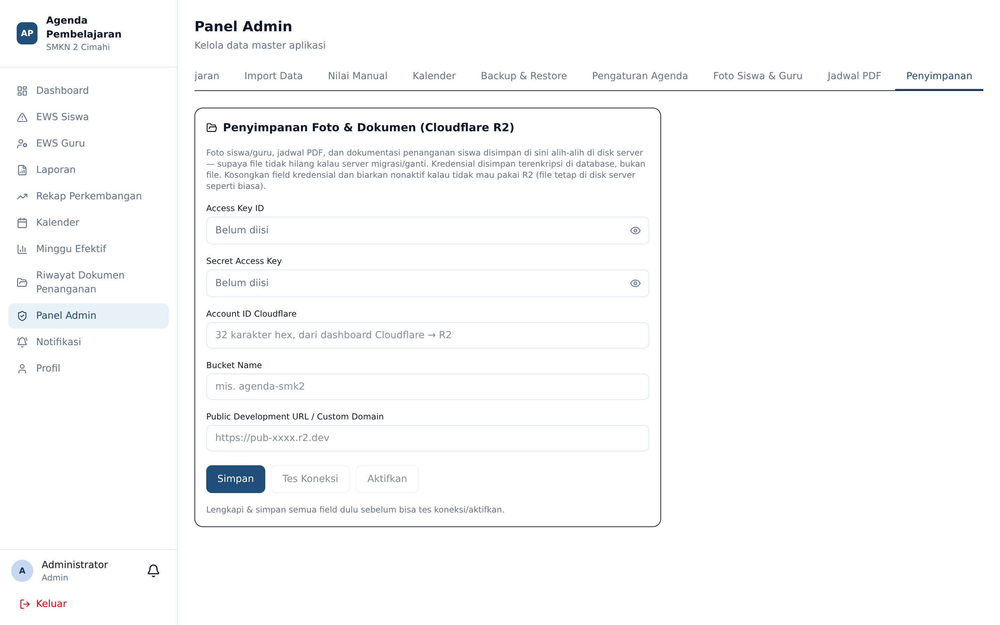 AP
Agenda
Pembelajaran
SMKN 2 Cimahi
Dashboard
EWS Siswa
EWS Guru
Laporan
Rekap Perkembangan
Kalender
Minggu Efektif
Riwayat Dokumen
Penanganan
Panel Admin
Notifikasi
Profil
A
Administrator
Admin
Keluar
Panel Admin
Kelola data master aplikasi
jaran
Import Data
Nilai Manual
Kalender
Backup & Restore
Pengaturan Agenda
Foto Siswa & Guru
Jadwal PDF
Penyimpanan
Penyimpanan Foto & Dokumen (Cloudflare R2)
Foto siswa/guru, jadwal PDF, dan dokumentasi penanganan siswa disimpan di sini alih-alih di disk server
— supaya file tidak hilang kalau server migrasi/ganti. Kredensial disimpan terenkripsi di database, bukan
file. Kosongkan field kredensial dan biarkan nonaktif kalau tidak mau pakai R2 (file tetap di disk server
seperti biasa).
Access Key ID
Belum diisi
Secret Access Key
Belum diisi
Account ID Cloudflare
32 karakter hex, dari dashboard Cloudflare → R2
Bucket Name
mis. agenda-smk2
Public Development URL / Custom Domain
https://pub-xxxx.r2.dev
Simpan
Tes Koneksi
Aktifkan
Lengkapi & simpan semua field dulu sebelum bisa tes koneksi/aktifkan.